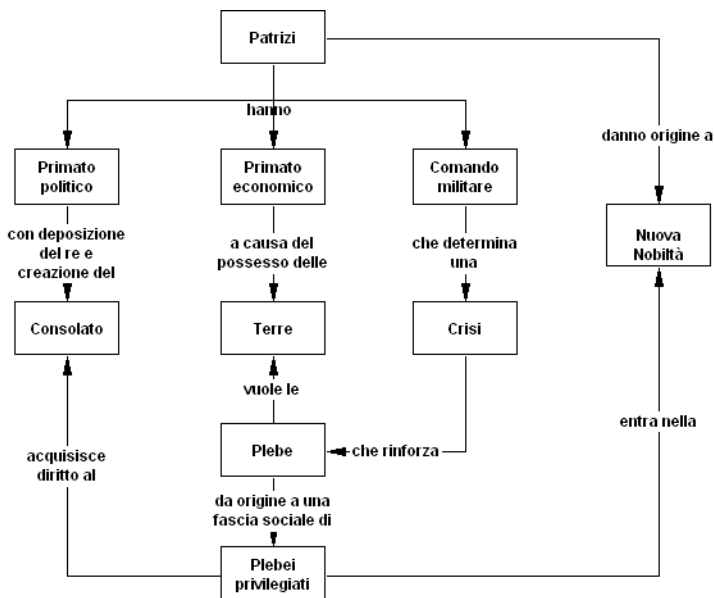 Patrizi
hanno
danno origine a
Primato
politico
Primato
economico
Comando
militare
Nuova
Nobiltà
con deposizione
del re e
creazione del
a causa del
possesso delle
che determina
una
Consolato
Terre
Crisi
vuole le
entra nella
acquisisce
diritto al
Plebe
che rinforza
da origine a una
fascia sociale di
Plebei
privilegiati